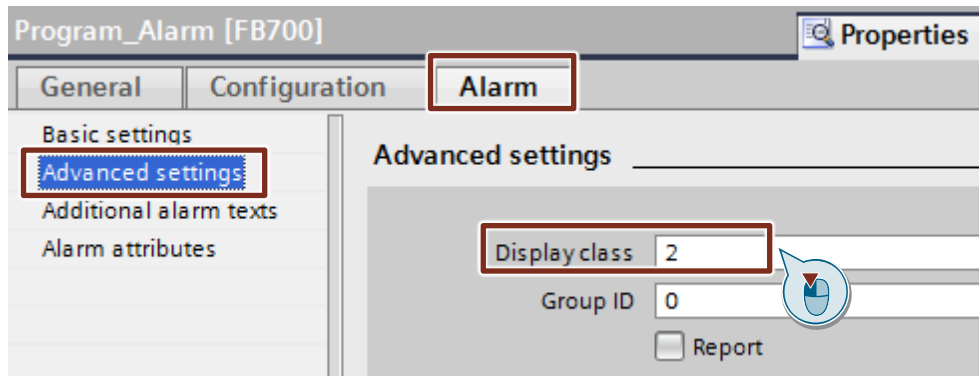 Program_Alarm [FB700]
Properties
General
Configuration
Alarm
Basic settings
Advanced settings
Additional alarm texts
Alarm attributes
Advanced settings
Display class 2
Group ID 0
Report